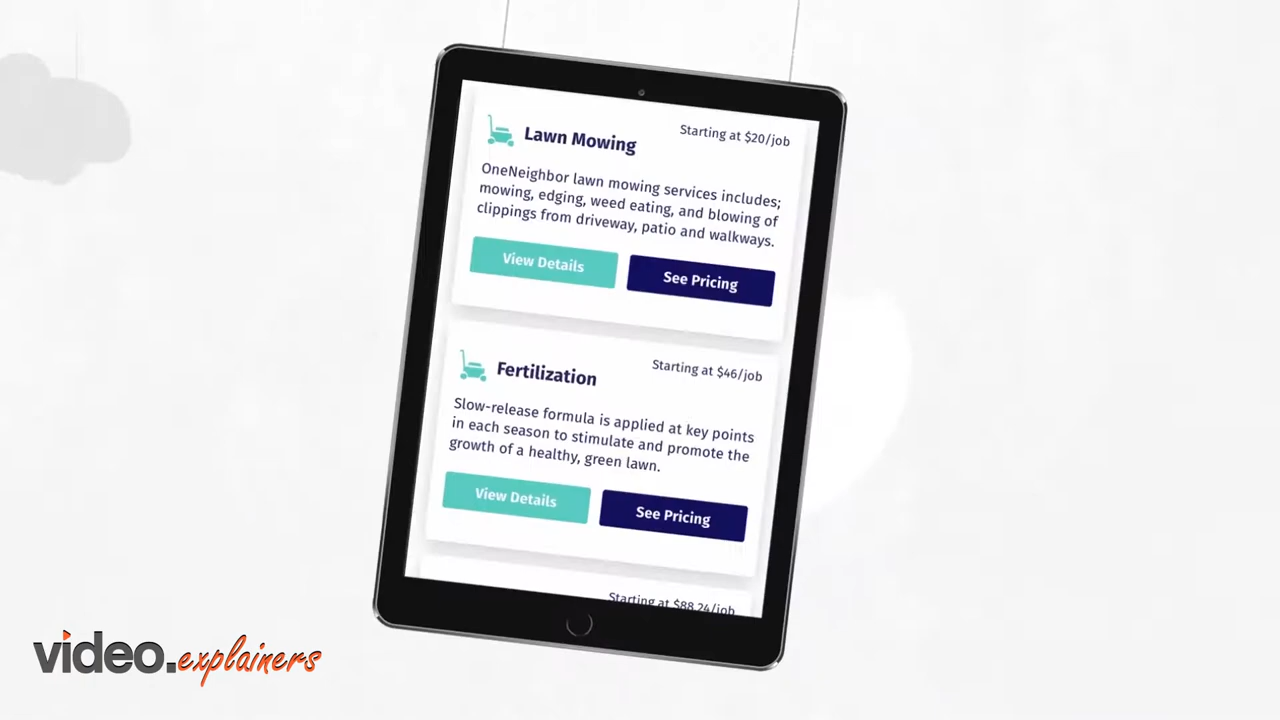 Lawn Mowing
Starting at $20/job
OneNeighbor lawn mowing services includes;
mowing, edging, weed eating, and blowing of
clippings from driveway, patio and walkways.
View Details
See Pricing
Fertilization
Starting at $46/job
Slow-release formula is applied at key points
in each season to stimulate and promote the
growth of a healthy, green lawn.
View Details
See Pricing
Starting at $88.24/job
video.explainers